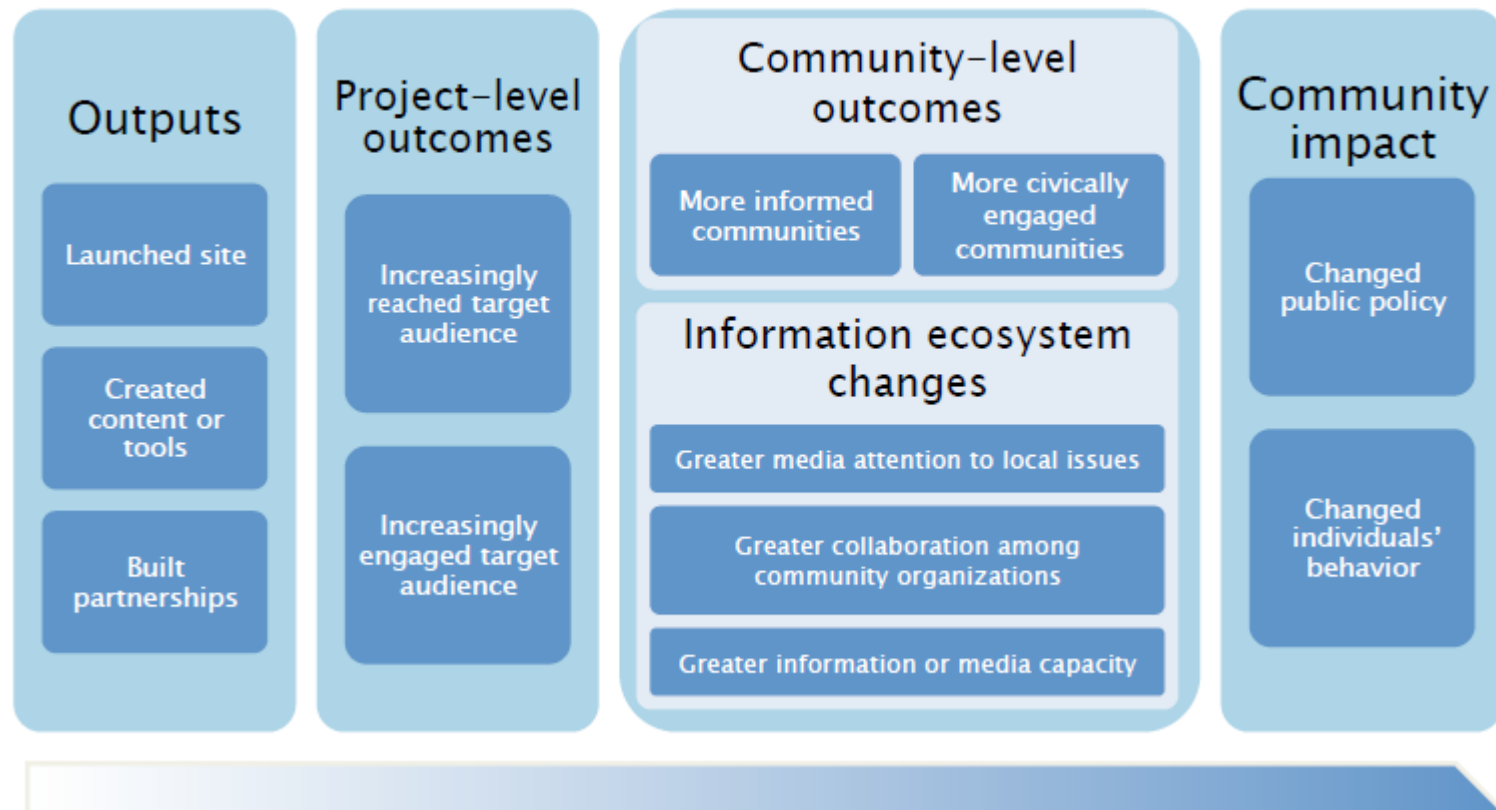 Outputs
Launched site
Created
content or
tools
Built
partnerships
Project-level
outcomes
Increasingly
reached target
audience
Increasingly
engaged target
audience
Community-level
outcomes
More informed
communities
More civically
engaged
communities
Information ecosystem
changes
Greater media attention to local issues
Greater collaboration among
community organizations
Greater information or media capacity
Community
impact
Changed
public policy
Changed
individuals’
behavior